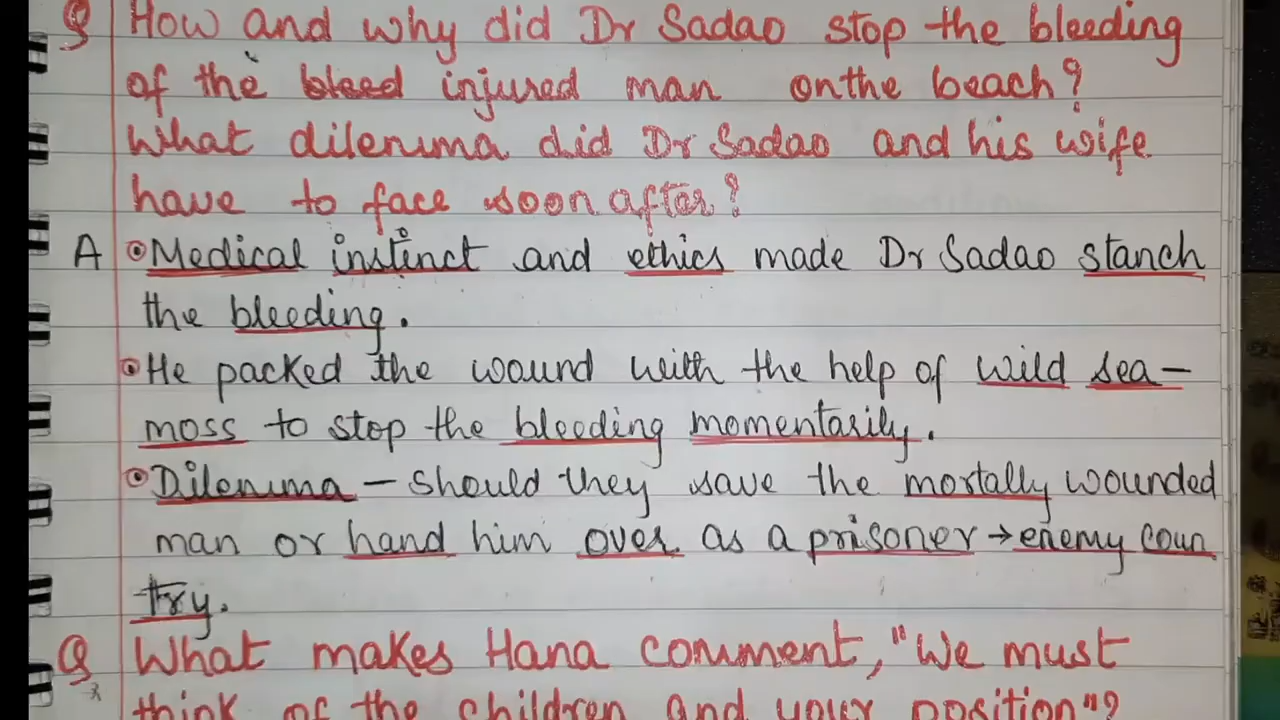 Q How and why did Dr Sadao stop the bleeding
of the bleed injured man onthe beach?
What dilemma did Dr Sadao and his wife
have to face soon after?
A Medical instinct and ethics made Dr Sadao stanch
the bleeding.
He packed the wound with the help of wild sea-
moss to stop the bleeding momentarily.
Dilemma - should they save the mortally wounded
man or hand him over as a prisoner → enemy coun
try.
Q What makes Hana comment, "We must
think of the children and your position"?